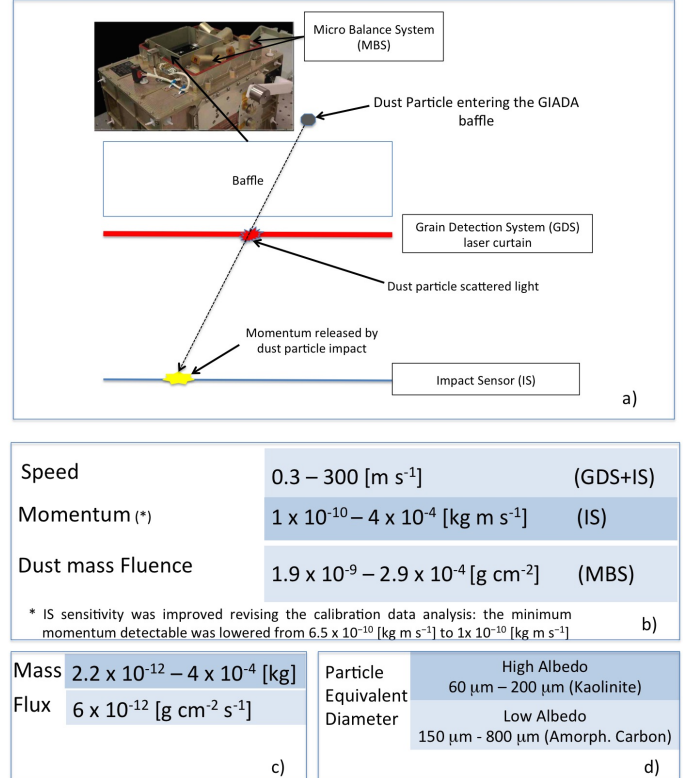 Micro Balance System
(MBS)
Dust Particle entering the GIADA
baffle
Baffle
Grain Detection System (GDS)
laser curtain
Dust particle scattered light
Momentum released by
dust particle impact
Impact Sensor (IS)
a)
Speed 0.3 – 300 [m s⁻¹] (GDS+IS)
Momentum (*) 1 x 10⁻¹⁰ – 4 x 10⁻⁴ [kg m s⁻¹] (IS)
Dust mass Fluence 1.9 x 10⁻⁹ – 2.9 x 10⁻⁴ [g cm⁻²] (MBS)
* IS sensitivity was improved revising the calibration data analysis: the minimum
momentum detectable was lowered from 6.5 x 10⁻¹⁰ [kg m s⁻¹] to 1x 10⁻¹⁰ [kg m s⁻¹]
b)
Mass 2.2 x 10⁻¹² – 4 x 10⁻⁴ [kg]
Flux 6 x 10⁻¹² [g cm⁻² s⁻¹]
c)
Particle
Equivalent
Diameter
High Albedo
60 μm – 200 μm (Kaolinite)
Low Albedo
150 μm - 800 μm (Amorph. Carbon)
d)